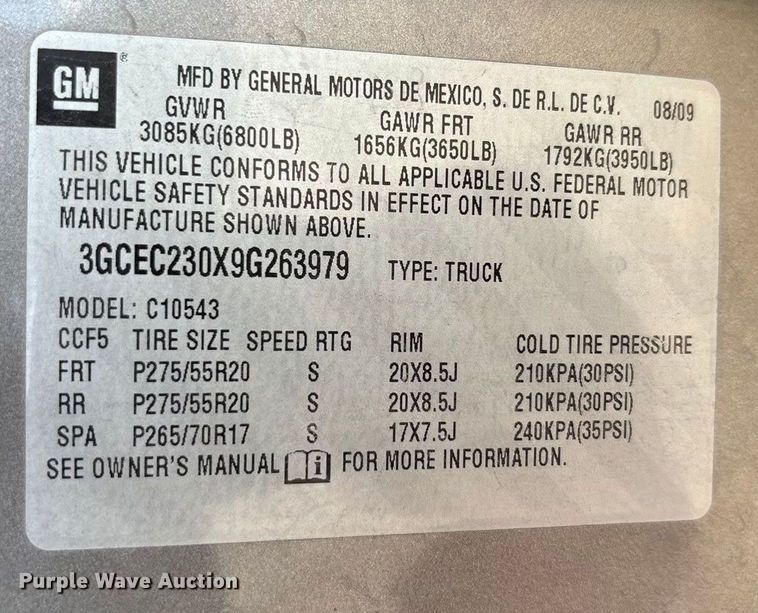 GM ®
MFD BY GENERAL MOTORS DE MEXICO, S. DE R.L. DE C.V. 08/09
GVWR GAWR FRT GAWR RR
3085KG(6800LB) 1656KG(3650LB) 1792KG(3950LB)
THIS VEHICLE CONFORMS TO ALL APPLICABLE U.S. FEDERAL MOTOR
VEHICLE SAFETY STANDARDS IN EFFECT ON THE DATE OF
MANUFACTURE SHOWN ABOVE.
3GCEC230X9G263979 TYPE: TRUCK
MODEL: C10543
CCF5 TIRE SIZE SPEED RTG RIM COLD TIRE PRESSURE
FRT P275/55R20 S 20X8.5J 210KPA(30PSI)
RR P275/55R20 S 20X8.5J 210KPA(30PSI)
SPA P265/70R17 S 17X7.5J 240KPA(35PSI)
SEE OWNER'S MANUAL i FOR MORE INFORMATION.
Purple Wave Auction